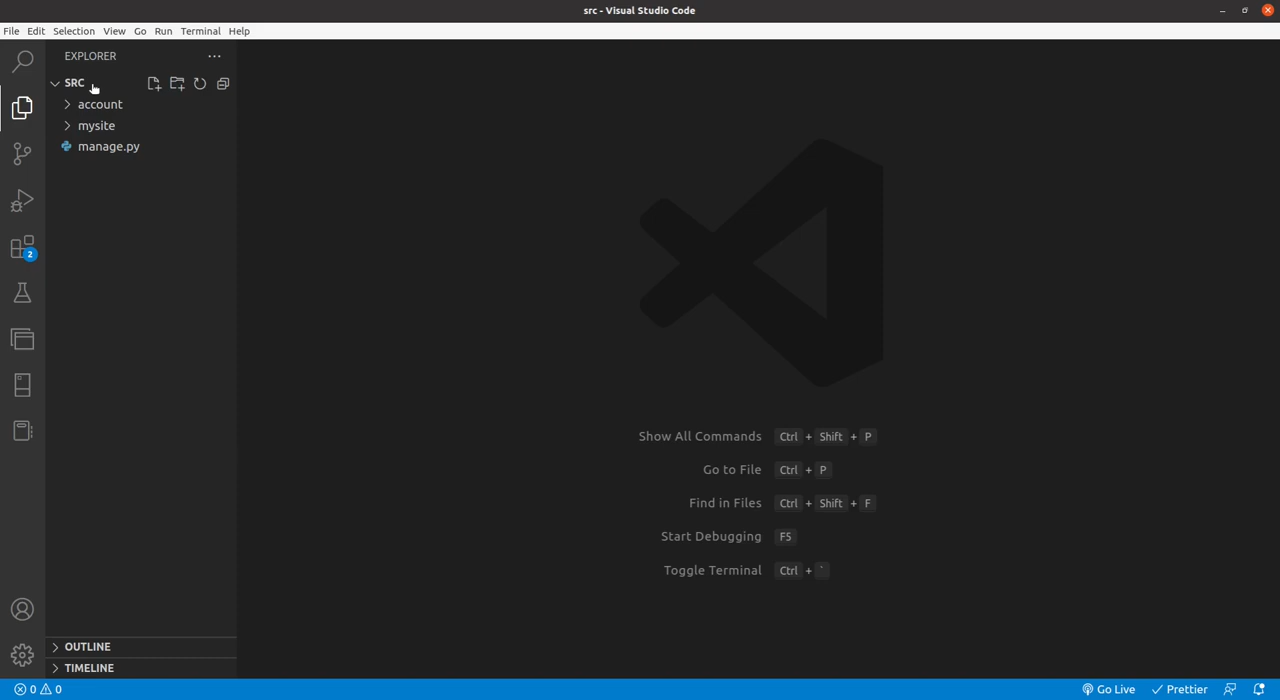 src - Visual Studio Code
File Edit Selection View Go Run Terminal Help
EXPLORER
SRC
account
mysite
manage.py
2
Show All Commands Ctrl + Shift + P
Go to File Ctrl + P
Find in Files Ctrl + Shift + F
Start Debugging F5
Toggle Terminal Ctrl + `
OUTLINE
TIMELINE
0 0 Go Live Prettier